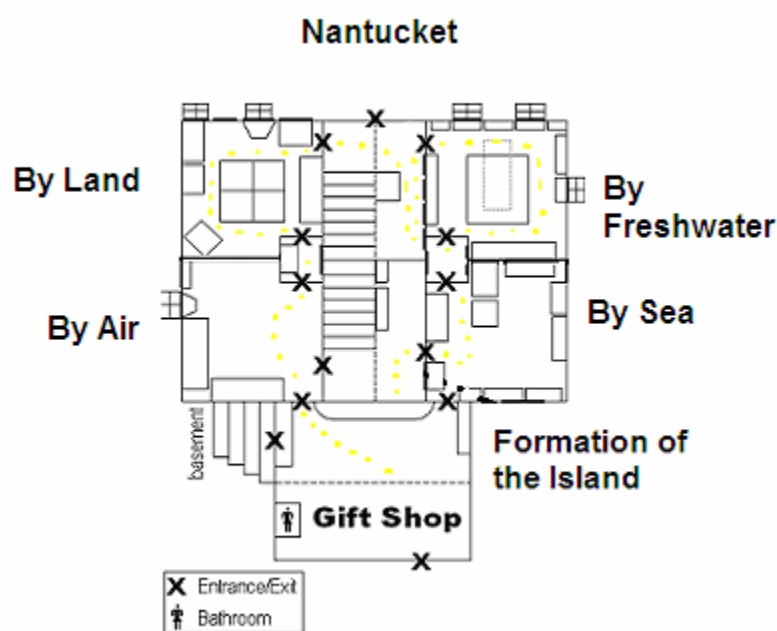 Nantucket
By Land
By
Freshwater
By Air
By Sea
basement
Formation of
the Island
Gift Shop
X Entrance/Exit
Bathroom